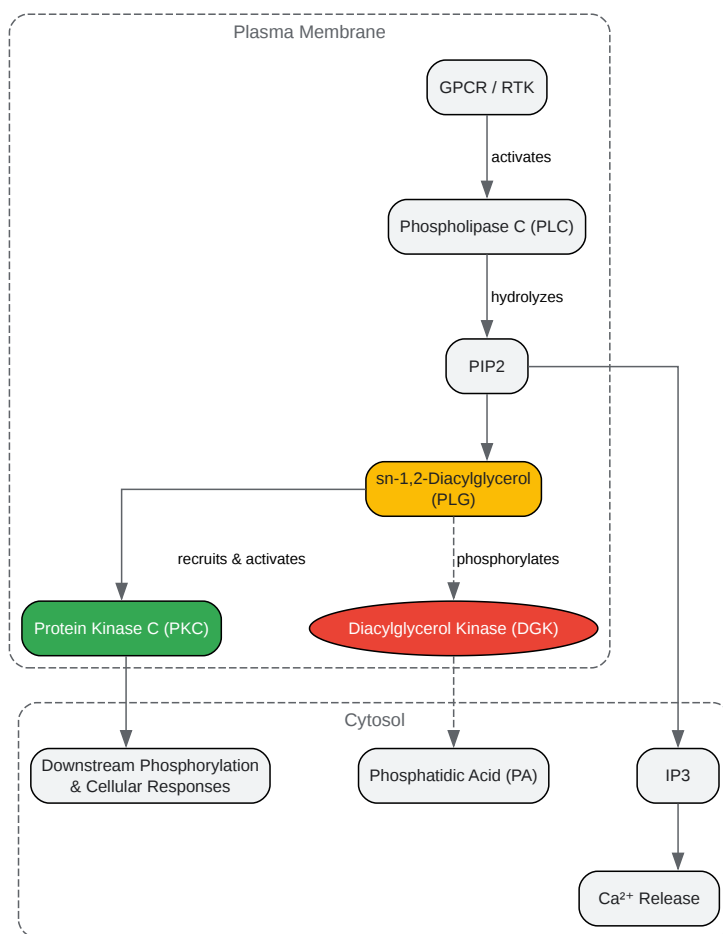 Plasma Membrane
GPCR / RTK
activates
Phospholipase C (PLC)
hydrolyzes
PIP2
sn-1,2-Diacylglycerol
(PLG)
recruits & activates
phosphorylates
Protein Kinase C (PKC)
Diacylglycerol Kinase (DGK)
Cytosol
Downstream Phosphorylation
& Cellular Responses
Phosphatidic Acid (PA)
IP3
Ca²⁺ Release